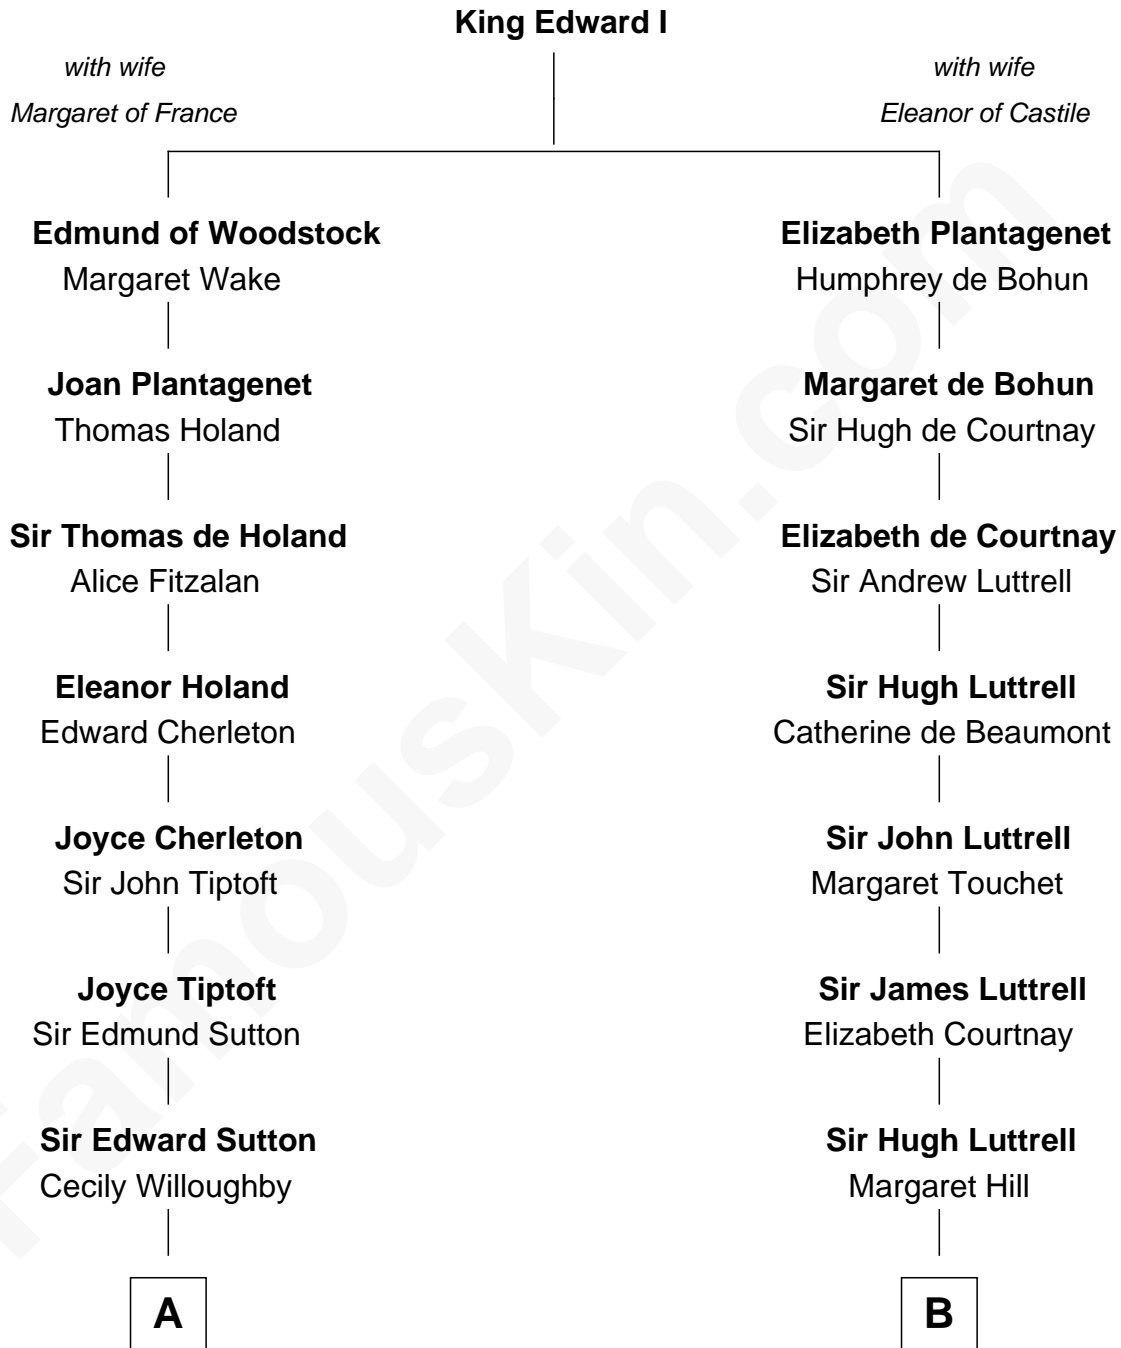 King Edward I
with wife
Margaret of France
with wife
Eleanor of Castile
Edmund of Woodstock
Margaret Wake
Elizabeth Plantagenet
Humphrey de Bohun
Joan Plantagenet
Thomas Holand
Margaret de Bohun
Sir Hugh de Courtnay
Sir Thomas de Holand
Alice Fitzalan
Elizabeth de Courtnay
Sir Andrew Luttrell
Eleanor Holand
Edward Cherleton
Sir Hugh Luttrell
Catherine de Beaumont
Joyce Cherleton
Sir John Tiptoft
Sir John Luttrell
Margaret Touchet
Joyce Tiptoft
Sir Edmund Sutton
Sir James Luttrell
Elizabeth Courtnay
Sir Edward Sutton
Cecily Willoughby
Sir Hugh Luttrell
Margaret Hill
A
B
FamousKin.com